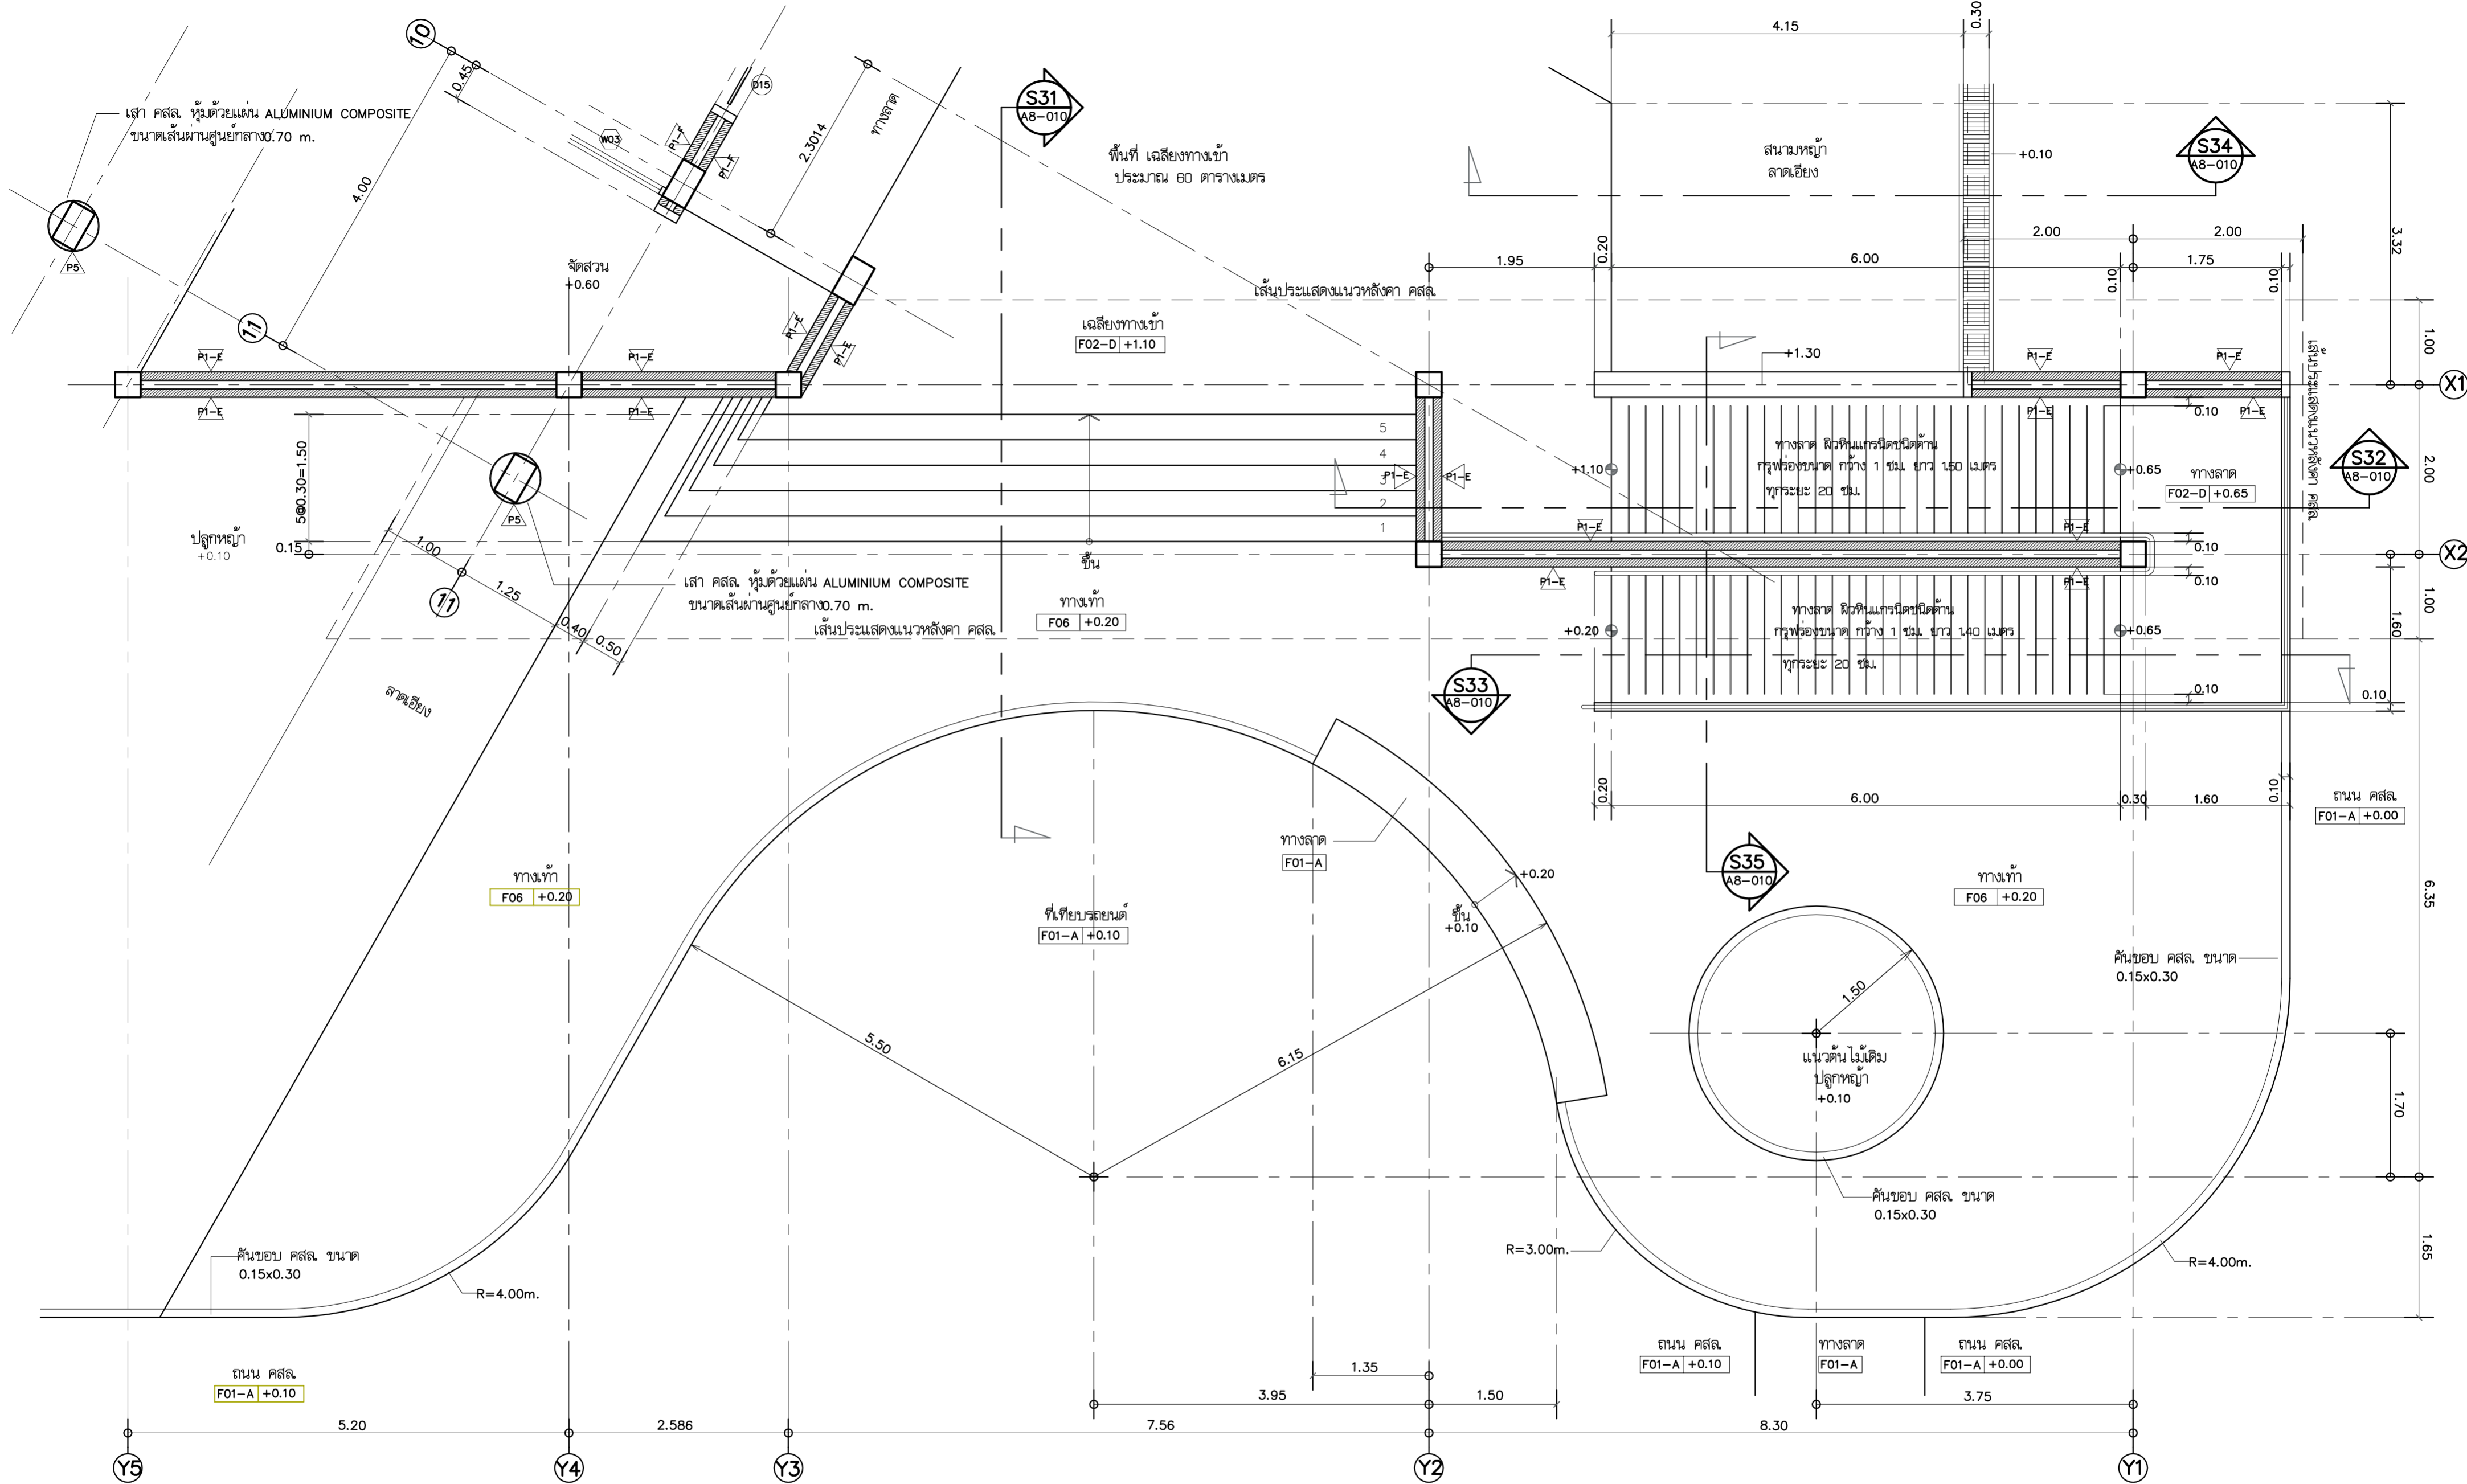 4.15
0.30
10
0.45
D15
ทางลาด
S31
A8-010
เสา คสล. หุ้มด้วยแผ่น ALUMINIUM COMPOSITE
ขนาดเส้นผ่านศูนย์กลาง0.70 m.
W03
P1-F
P1-F
2.3014
พื้นที่ เฉลียงทางเข้า
ประมาณ 60 ตารางเมตร
สนามหญ้า
ลาดเอียง
+0.10
S34
A8-010
4.00
P5
2.00
2.00
3.32
จัดสวน
+0.60
1.95
0.20
6.00
0.10
1.75
0.10
เส้นประแสดงแนวหลังคา คสล.
11
เฉลียงทางเข้า
F02-D +1.10
P1-E
P1-E
P1-E
P1-E
+1.30
P1-E
P1-E
1.00
เส้นประแสดงแนวหลังคา คสล.
X1
P1-E
P1-E
P1-E
P1-E
0.10
5
4
3
2
1
5@0.30=1.50
ทางลาด ผิวหินแกรนิตชนิดด้าน
กรุฟร่องขนาด กว้าง 1 ซม. ยาว 1.50 เมตร
ทุกระยะ 20 ซม.
+1.10
+0.65
ทางลาด
F02-D +0.65
S32
A8-010
2.00
P1-E
P1-E
P5
ปลูกหญ้า
+0.10
0.15
1.00
P1-E
P1-E
0.10
X2
ขึ้น
11
1.25
เสา คสล. หุ้มด้วยแผ่น ALUMINIUM COMPOSITE
ขนาดเส้นผ่านศูนย์กลาง0.70 m.
P1-E
P1-E
0.10
1.00
1.60
0.40
0.50
เส้นประแสดงแนวหลังคา คสล.
ทางเท้า
F06 +0.20
ทางลาด ผิวหินแกรนิตชนิดด้าน
กรุฟร่องขนาด กว้าง 1 ซม. ยาว 1.40 เมตร
ทุกระยะ 20 ซม.
+0.20
+0.65
ลาดเอียง
S33
A8-010
0.10
0.10
0.20
6.00
0.30
1.60
0.10
ถนน คสล.
F01-A +0.00
ทางลาด
F01-A
S35
A8-010
ทางเท้า
F06 +0.20
+0.20
ทางเท้า
F06 +0.20
6.35
ที่เทียบรถยนต์
F01-A +0.10
ขึ้น
+0.10
คันขอบ คสล. ขนาด
0.15x0.30
1.50
5.50
6.15
แนวต้นไม้เดิม
ปลูกหญ้า
+0.10
1.70
คันขอบ คสล. ขนาด
0.15x0.30
คันขอบ คสล. ขนาด
0.15x0.30
R=4.00m.
R=3.00m.
R=4.00m.
1.65
ถนน คสล.
F01-A +0.10
ถนน คสล.
F01-A +0.10
ทางลาด
F01-A
ถนน คสล.
F01-A +0.00
1.35
3.95
1.50
3.75
5.20
2.586
7.56
8.30
Y5
Y4
Y3
Y2
Y1